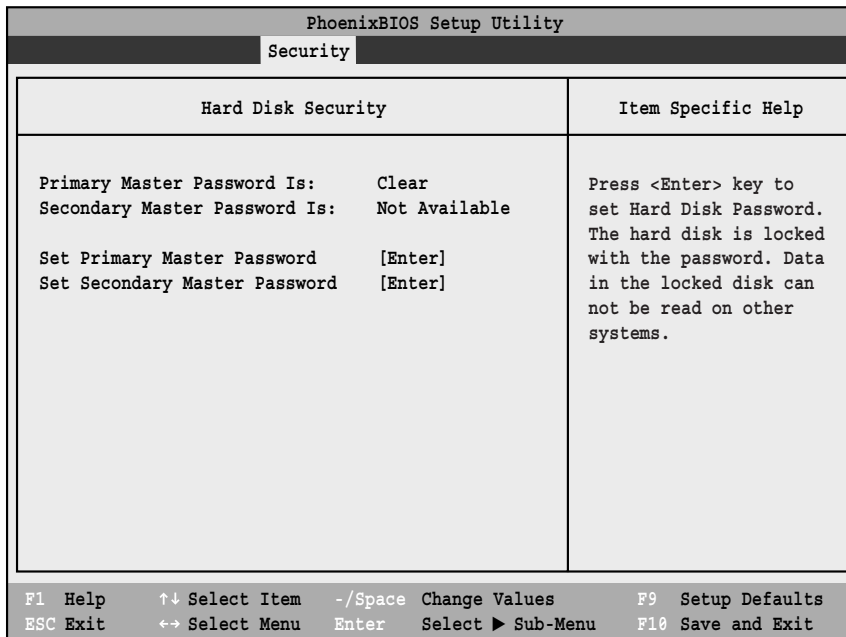 PhoenixBIOS Setup Utility
Security
Hard Disk Security
Item Specific Help
Primary Master Password Is: Clear
Secondary Master Password Is: Not Available
Set Primary Master Password [Enter]
Set Secondary Master Password [Enter]
Press <Enter> key to
set Hard Disk Password.
The hard disk is locked
with the password. Data
in the locked disk can
not be read on other
systems.
F1 Help ↑↓ Select Item -/Space Change Values F9 Setup Defaults
ESC Exit ←→ Select Menu Enter Select ▶ Sub-Menu F10 Save and Exit